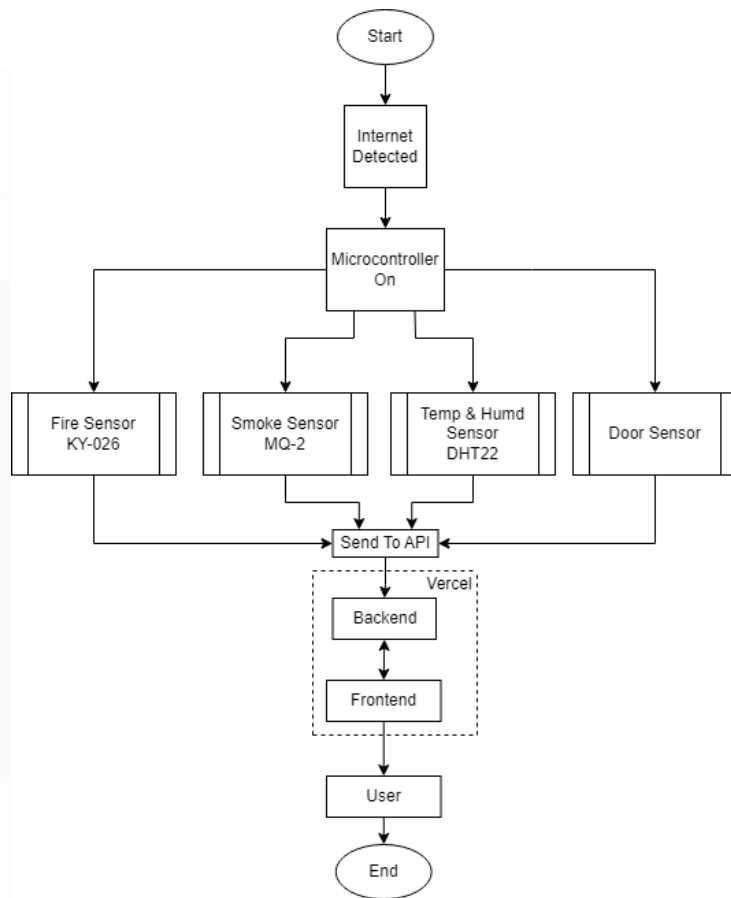 Start
Internet
Detected
Microcontroller
On
Fire Sensor
KY-026
Smoke Sensor
MQ-2
Temp & Humd
Sensor
DHT22
Door Sensor
Send To API
Vercel
Backend
Frontend
User
End